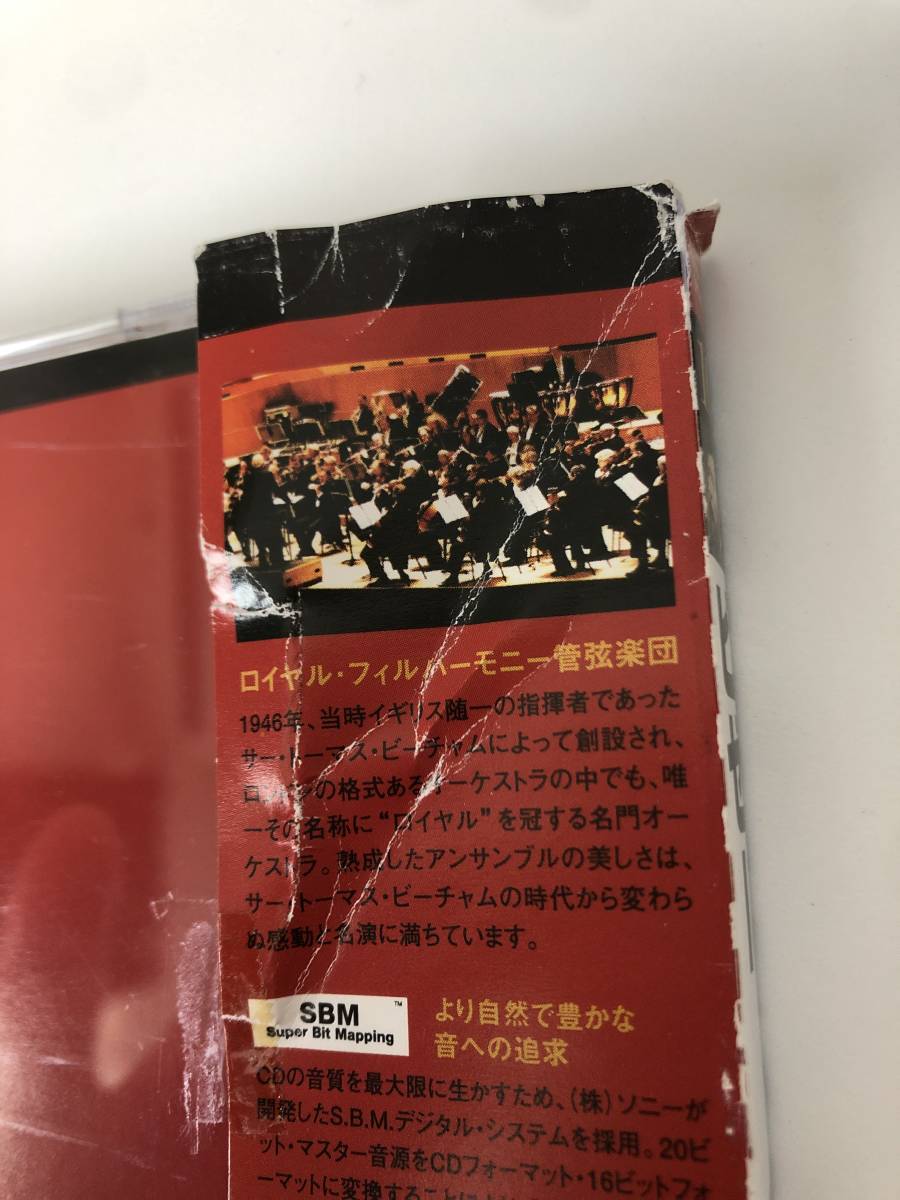 ロイヤル・フィルハーモニー管弦楽団
1946年、当時イギリス随一の指揮者であった
サー・トーマス・ビーチャムによって創設され、
ロンドンの格式あるオーケストラの中でも、唯
一その名称に“ロイヤル”を冠する名門オー
ケストラ。熟成したアンサンブルの美しさは、
サー・トーマス・ビーチャムの時代から変わら
ぬ感動と名演に満ちています。
SBM™
Super Bit Mapping
より自然で豊かな
音への追求
CDの音質を最大限に生かすため、(株)ソニーが
開発したS.B.M.デジタル・システムを採用。20ビ
ット・マスター音源をCDフォーマット・16ビットフォ
ーマットに変換することに